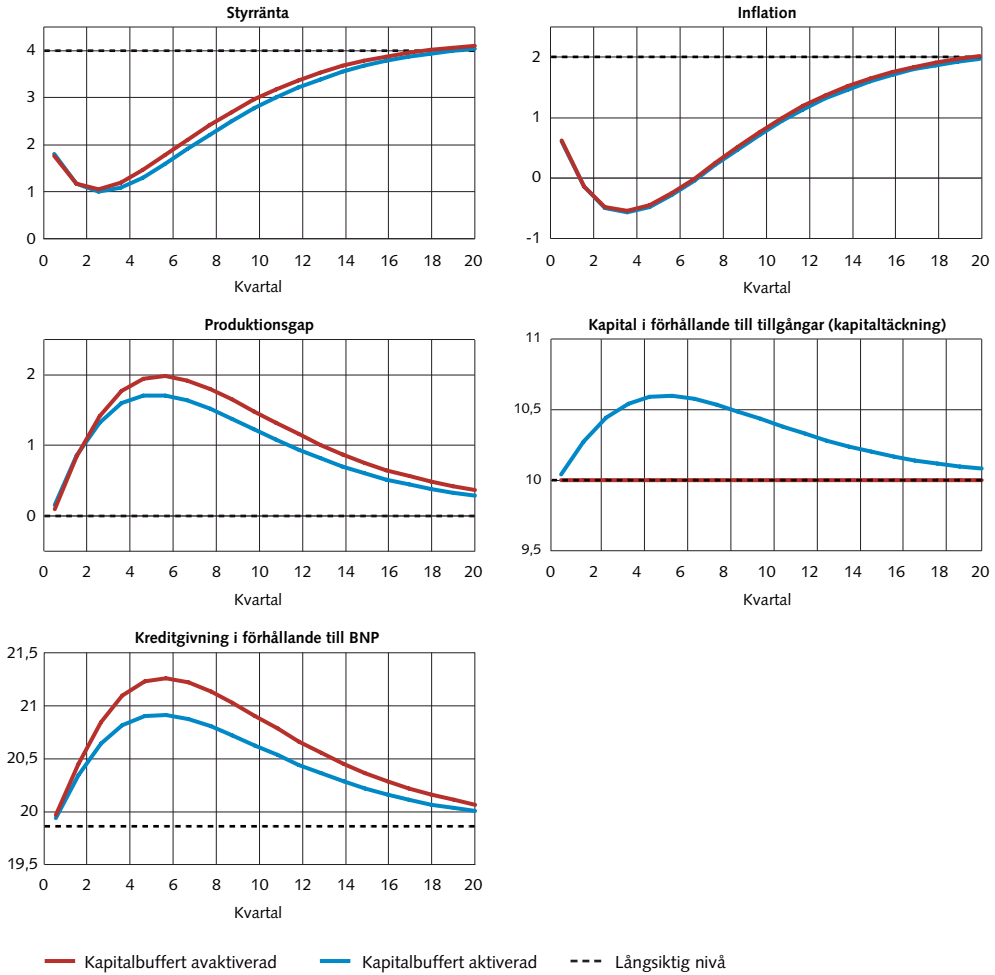 Styrränta
4
3
2
1
0
0 2 4 6 8 10 12 14 16 18 20
Kvartal
Inflation
2
1
0
-1
0 2 4 6 8 10 12 14 16 18 20
Kvartal
Produktionsgap
2
1
0
0 2 4 6 8 10 12 14 16 18 20
Kvartal
Kapital i förhållande till tillgångar (kapitaltäckning)
11
10,5
10
9,5
0 2 4 6 8 10 12 14 16 18 20
Kvartal
Kreditgivning i förhållande till BNP
21,5
21
20,5
20
19,5
0 2 4 6 8 10 12 14 16 18 20
Kvartal
Kapitalbuffert avaktiverad Kapitalbuffert aktiverad Långsiktig nivå